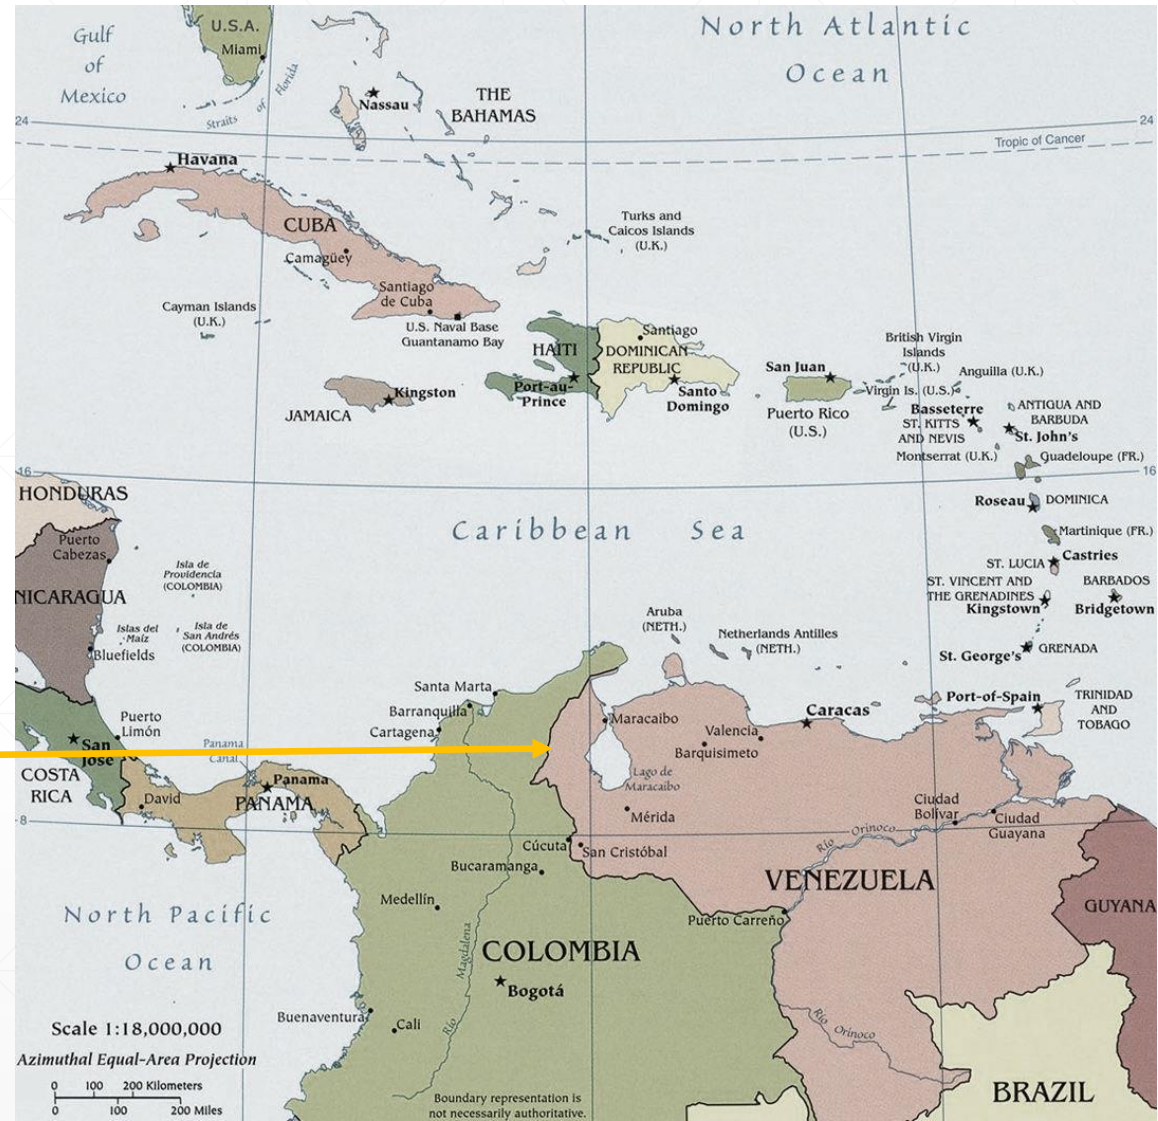 Gulf
of
Mexico
U.S.A.
Miami
Straits of Florida
North Atlantic
Ocean
Nassau
THE
BAHAMAS
24
24
Tropic of Cancer
Havana
CUBA
Camagüey
Santiago
de Cuba
U.S. Naval Base
Guantanamo Bay
Turks and
Caicos Islands
(U.K.)
Cayman Islands
(U.K.)
JAMAICA
Kingston
HAITI
Port-au-
Prince
Santiago
DOMINICAN
REPUBLIC
Santo
Domingo
San Juan
Puerto Rico
(U.S.)
British Virgin
Islands
(U.K.)
Virgin Is. (U.S.)
Anguilla (U.K.)
Basseterre
ST. KITTS
AND NEVIS
ANTIGUA AND
BARBUDA
St. John's
Montserrat (U.K.)
Guadeloupe (FR.)
16
16
HONDURAS
Roseau
DOMINICA
Caribbean Sea
Martinique (FR.)
Puerto
Cabezas
NICARAGUA
Isla de
Providencia
(COLOMBIA)
Islas del
Maíz
Isla de
San Andrés
(COLOMBIA)
Bluefields
ST. LUCIA
Castries
ST. VINCENT AND
THE GRENADINES
Kingstown
BARBADOS
Bridgetown
Aruba
(NETH.)
Netherlands Antilles
(NETH.)
St. George's
GRENADA
Santa Marta
Barranquilla
Cartagena
Maracaibo
Valencia
Barquisimeto
Caracas
Port-of-Spain
TRINIDAD
AND
TOBAGO
Puerto
Limón
San
José
COSTA
RICA
Panama
Canal
Panama
David
PANAMA
Lago de
Maracaibo
Mérida
Ciudad
Bolívar
Ciudad
Guayana
8
Río Orinoco
Cúcuta
San Cristóbal
Bucaramanga
VENEZUELA
GUYANA
Medellín
Puerto Carreño
North Pacific
Ocean
COLOMBIA
Río Magdalena
Bogotá
Buenaventura
Cali
Río Orinoco
Scale 1:18,000,000
Azimuthal Equal-Area Projection
0 100 200 Kilometers
0 100 200 Miles
Boundary representation is
not necessarily authoritative.
BRAZIL